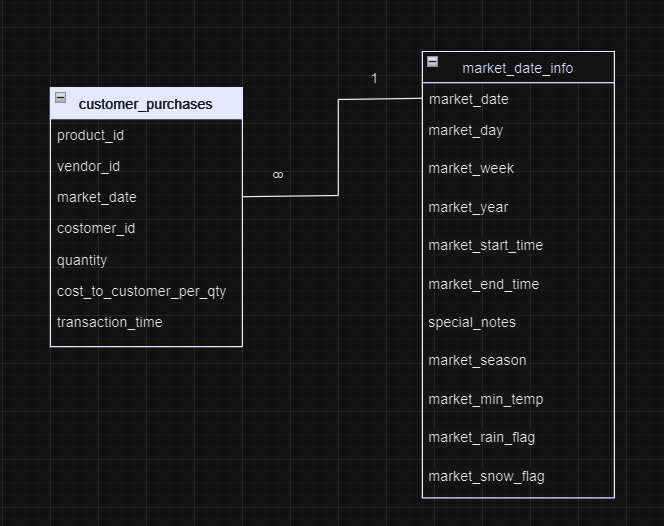 customer_purchases
product_id
vendor_id
market_date
costomer_id
quantity
cost_to_customer_per_qty
transaction_time
∞
1
market_date_info
market_date
market_day
market_week
market_year
market_start_time
market_end_time
special_notes
market_season
market_min_temp
market_rain_flag
market_snow_flag